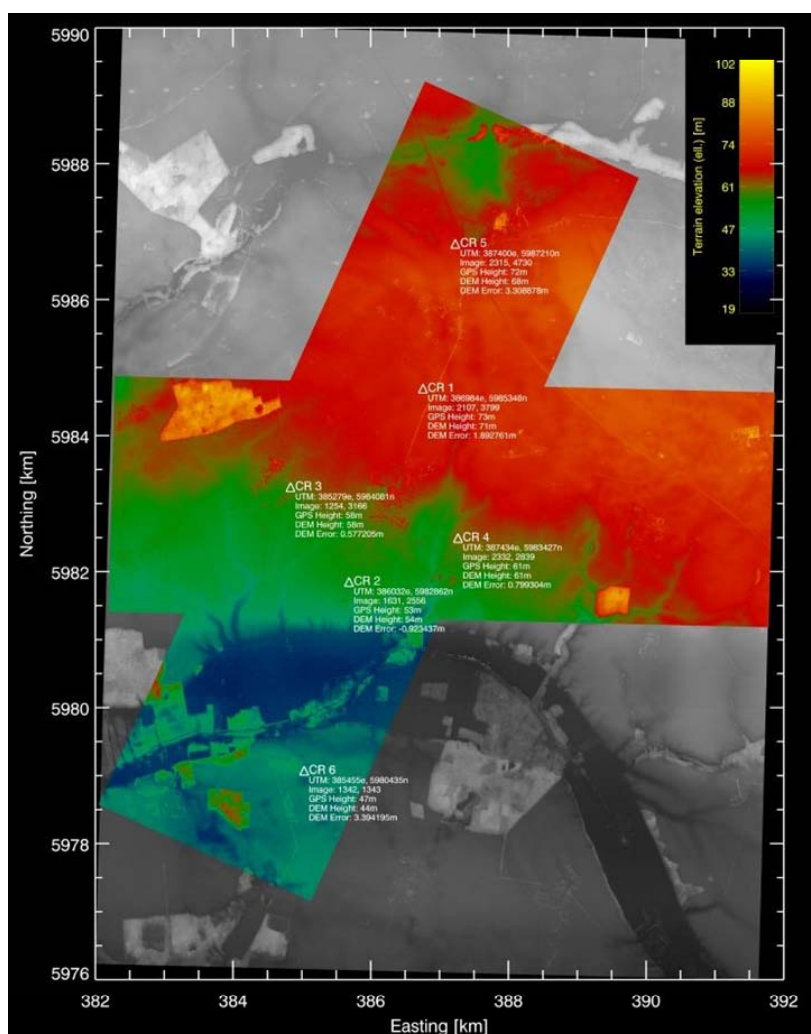 5990
5988
5986
5984
5982
5980
5978
5976
Northing [km]
102
88
74
61
47
33
19
Terrain elevation (ell.) [m]
△CR 5
UTM: 387400e, 5987210n
Image: 2315, 4730
GPS Height: 72m
DEM Height: 68m
DEM Error: 3.308878m
△CR 1
UTM: 386984e, 5985348n
Image: 2107, 3799
GPS Height: 73m
DEM Height: 71m
DEM Error: 1.892761m
△CR 3
UTM: 385279e, 5984081n
Image: 1254, 3166
GPS Height: 58m
DEM Height: 58m
DEM Error: 0.577205m
△CR 4
UTM: 387434e, 5983427n
Image: 2332, 2839
GPS Height: 61m
DEM Height: 61m
DEM Error: 0.799304m
△CR 2
UTM: 386032e, 5982862n
Image: 1631, 2556
GPS Height: 53m
DEM Height: 54m
DEM Error: -0.923437m
△CR 6
UTM: 385455e, 5980435n
Image: 1342, 1343
GPS Height: 47m
DEM Height: 44m
DEM Error: 3.394195m
382 384 386 388 390 392
Easting [km]